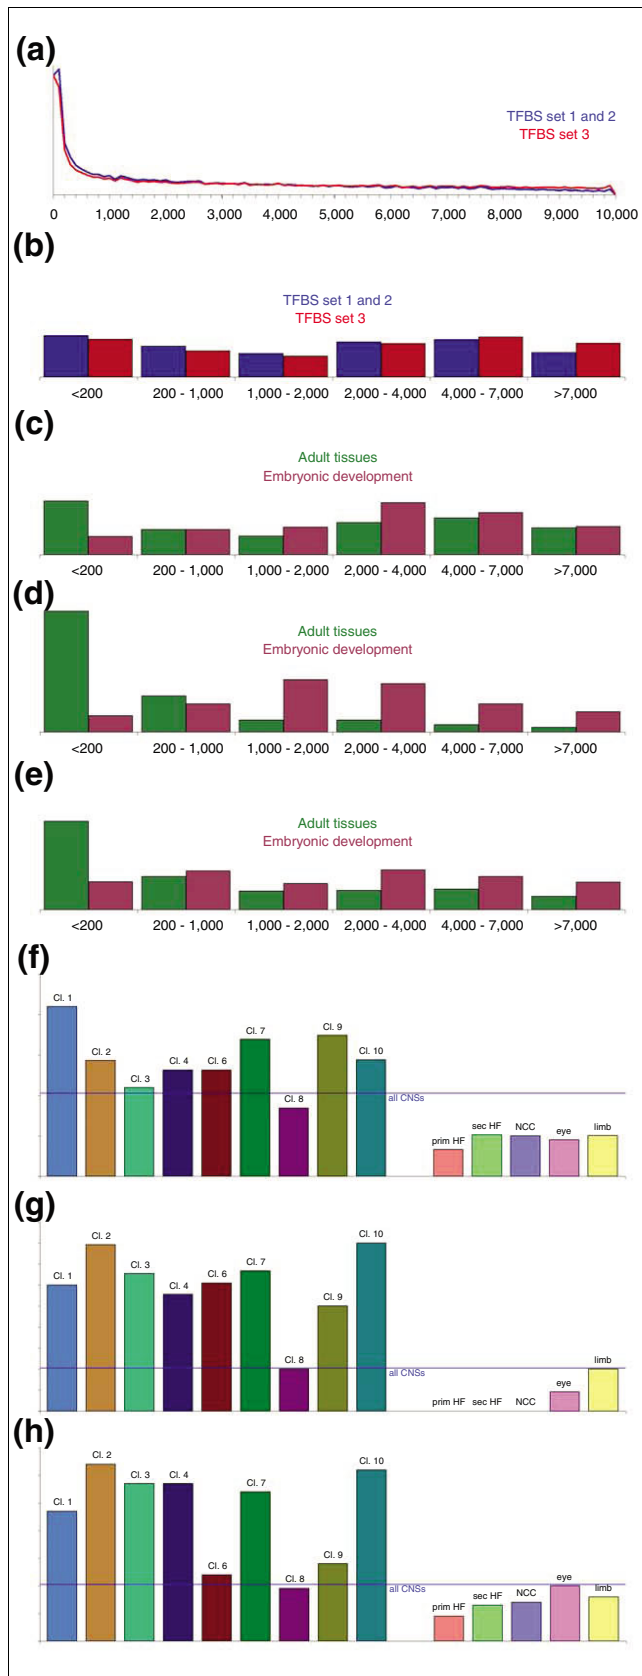 (a)
TFBS set 1 and 2
TFBS set 3
0 1,000 2,000 3,000 4,000 5,000 6,000 7,000 8,000 9,000 10,000
(b)
TFBS set 1 and 2
TFBS set 3
<200 200 - 1,000 1,000 - 2,000 2,000 - 4,000 4,000 - 7,000 >7,000
(c)
Adult tissues
Embryonic development
<200 200 - 1,000 1,000 - 2,000 2,000 - 4,000 4,000 - 7,000 >7,000
(d)
Adult tissues
Embryonic development
<200 200 - 1,000 1,000 - 2,000 2,000 - 4,000 4,000 - 7,000 >7,000
(e)
Adult tissues
Embryonic development
<200 200 - 1,000 1,000 - 2,000 2,000 - 4,000 4,000 - 7,000 >7,000
(f)
Cl. 1 Cl. 2 Cl. 3 Cl. 4 Cl. 6 Cl. 7 Cl. 8 Cl. 9 Cl. 10
all CNSs
prim HF sec HF NCC eye limb
(g)
Cl. 1 Cl. 2 Cl. 3 Cl. 4 Cl. 6 Cl. 7 Cl. 8 Cl. 9 Cl. 10
all CNSs
prim HF sec HF NCC eye limb
(h)
Cl. 1 Cl. 2 Cl. 3 Cl. 4 Cl. 6 Cl. 7 Cl. 8 Cl. 9 Cl. 10
all CNSs
prim HF sec HF NCC eye limb